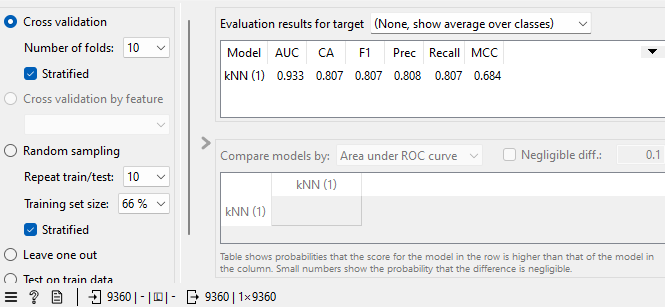 Cross validation
Number of folds: 10
Stratified
Cross validation by feature
Random sampling
Repeat train/test: 10
Training set size: 66 %
Stratified
Leave one out
Test on train data
Evaluation results for target (None, show average over classes)
Model AUC CA F1 Prec Recall MCC
kNN (1) 0.933 0.807 0.807 0.808 0.807 0.684
Compare models by: Area under ROC curve Negligible diff.: 0.1
kNN (1)
kNN (1)
Table shows probabilities that the score for the model in the row is higher than that of the model in
the column. Small numbers show the probability that the difference is negligible.
9360 | - | - 9360 | 1×9360